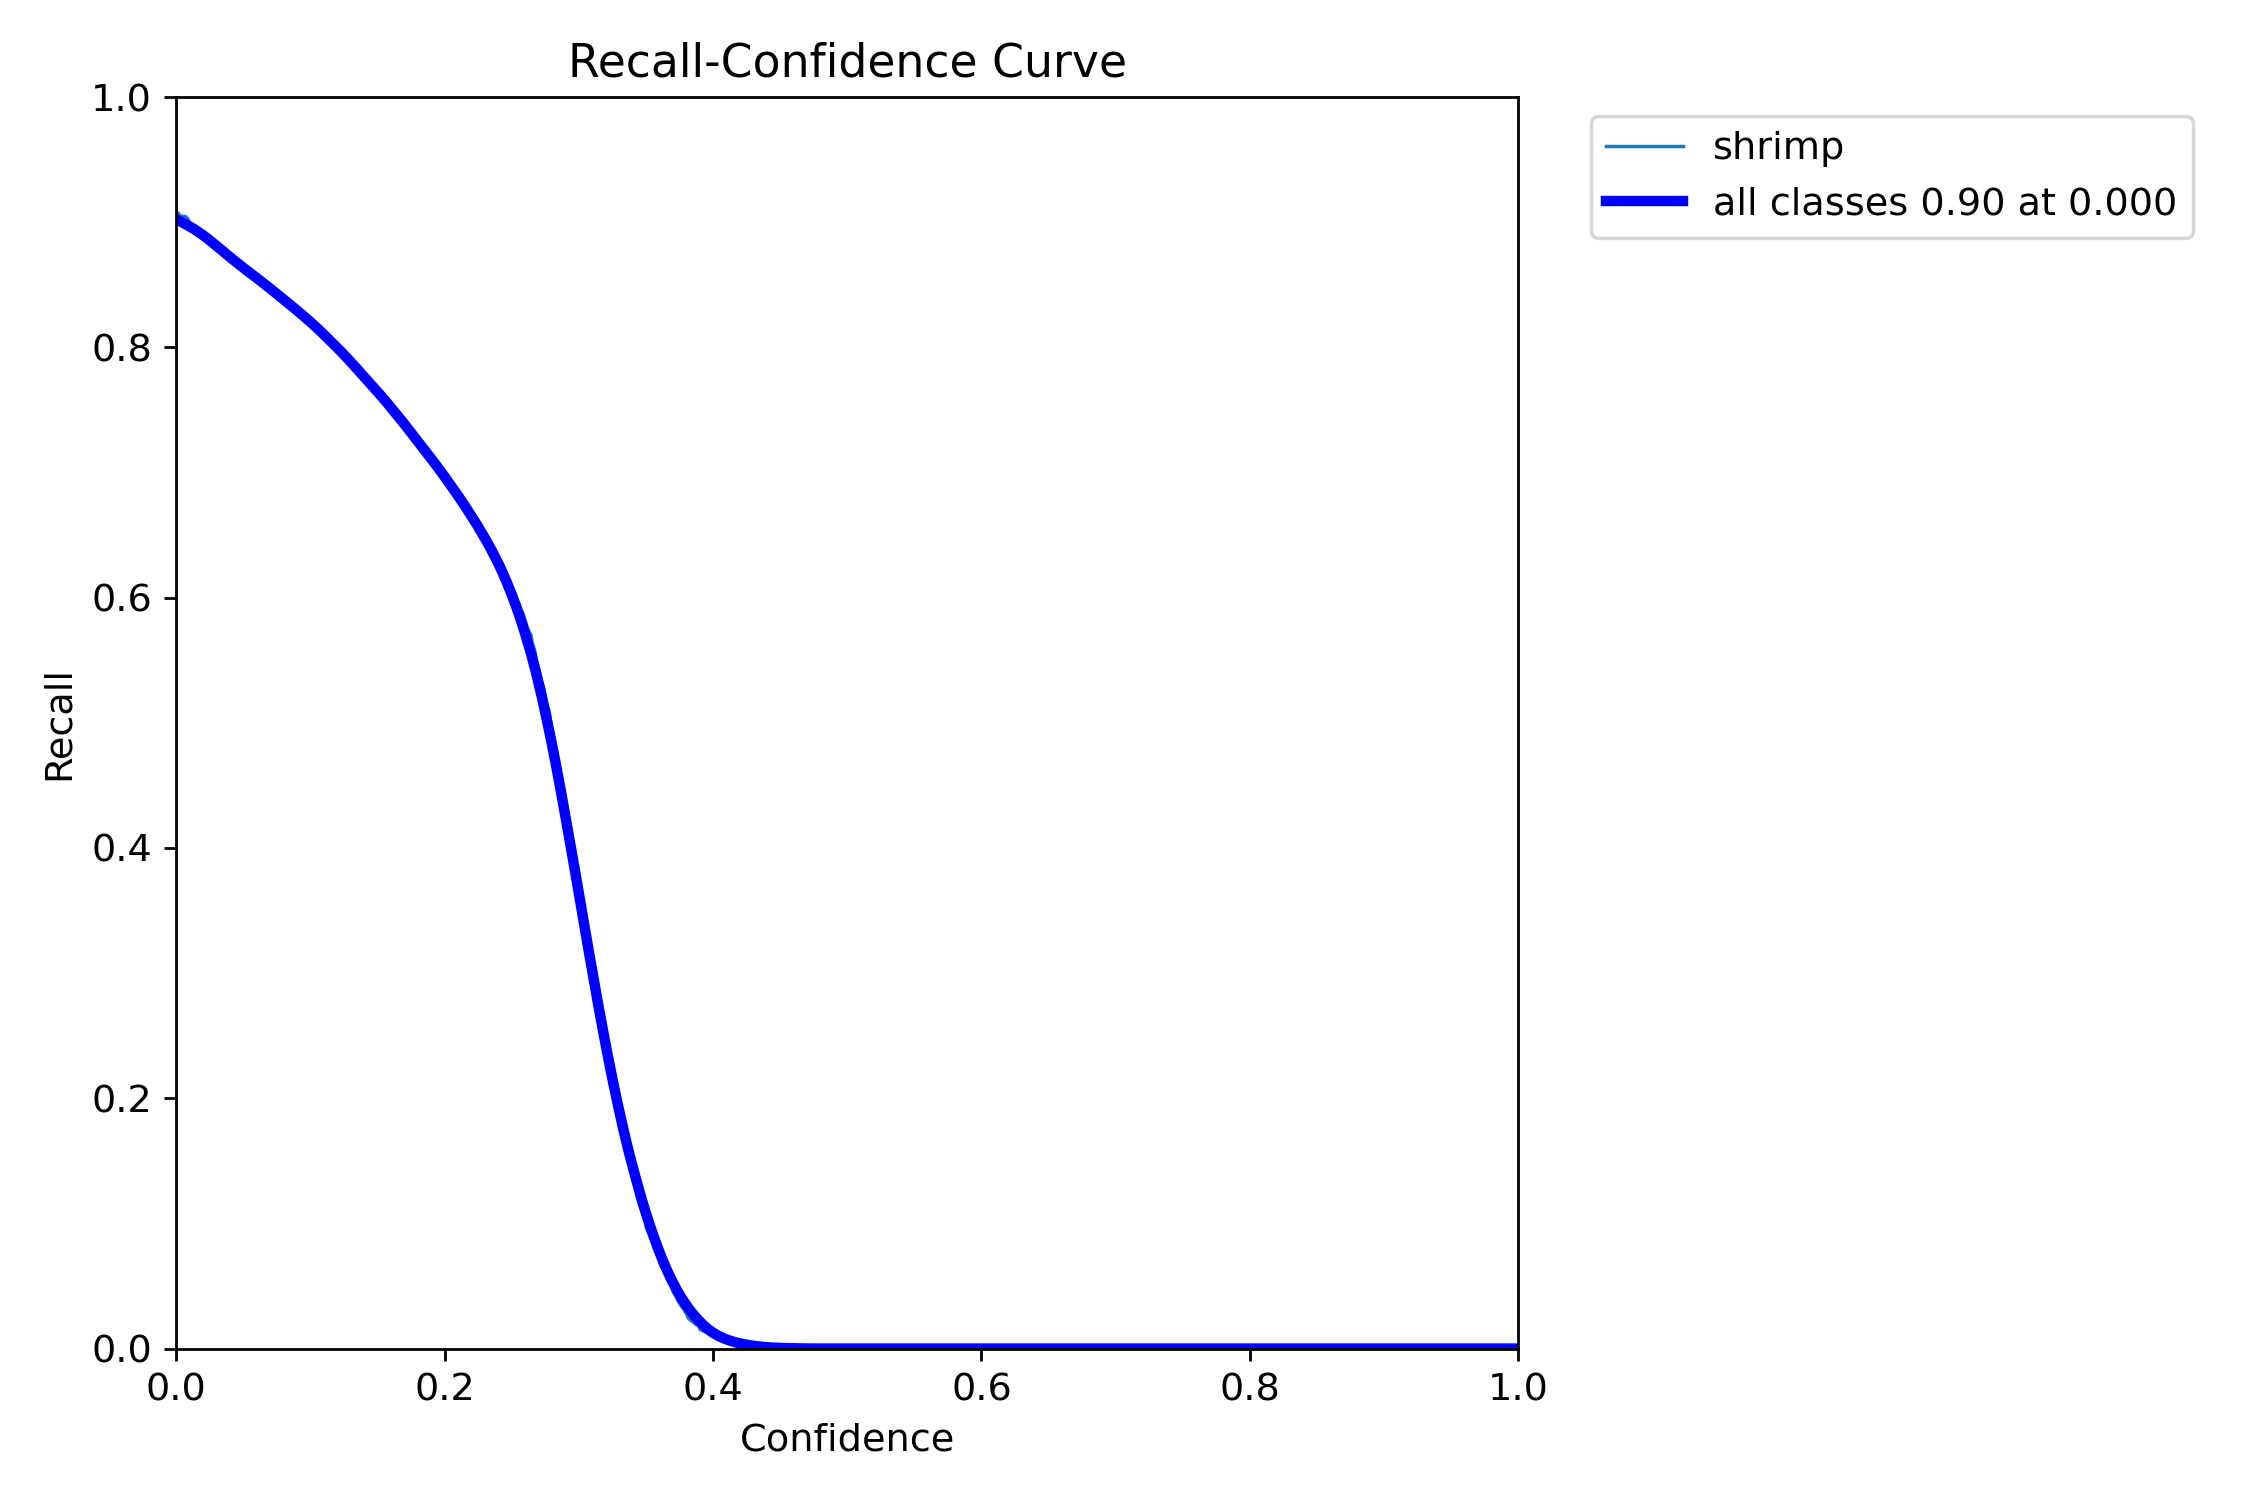 Recall-Confidence Curve
shrimp
all classes 0.90 at 0.000
1.0
0.8
0.6
0.4
0.2
0.0
Recall
0.0 0.2 0.4 0.6 0.8 1.0
Confidence